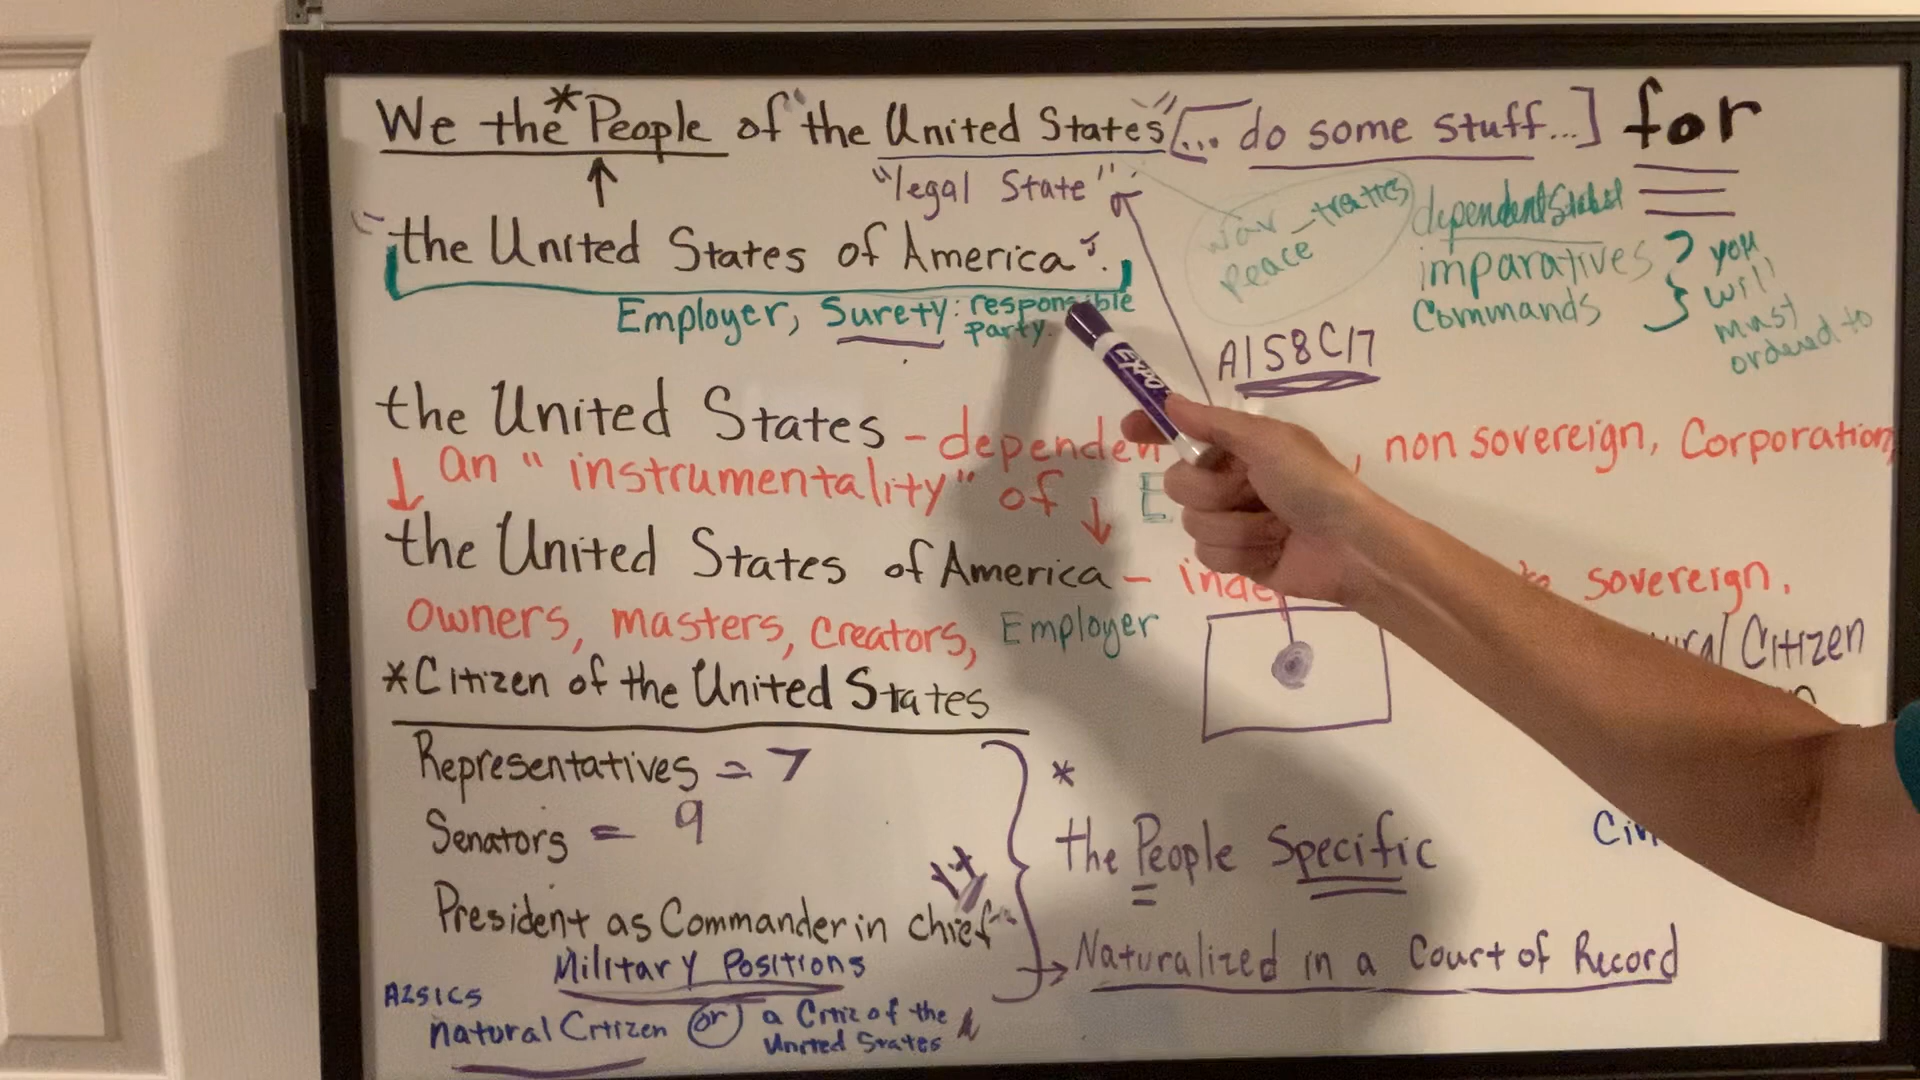 We the *People of "the United States" [... do some stuff...] for
"legal State"
"the United States of America".
Employer, Surety: responsible
party.
war - treaties
peace
dependent
imparatives
Commands
you
will
must
ordered to
A1S8C17
the United States - dependen , non sovereign, Corporation,
an "instrumentality" of E
the United States of America - inde sovereign.
owners, masters, creators, Employer
ural Citizen
*Citizen of the United States
Representatives = 7
Senators = 9
14
President as Commander in chief
Military Positions
A2S1C5
natural Citizen or a Citiz of the
United States
*
the People Specific
Naturalized in a Court of Record
EXPO